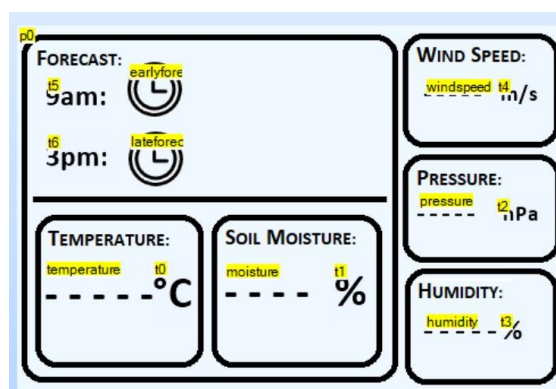 p0
FORECAST:
earlyfore
t5
9am:
t6
lateforec
3pm:
TEMPERATURE:
temperature t0
- - - - -°C
SOIL MOISTURE:
moisture t1
- - - - %
WIND SPEED:
windspeed t4
- - - - - m/s
PRESSURE:
pressure t2
- - - - - hPa
HUMIDITY:
humidity t3
- - - - - %